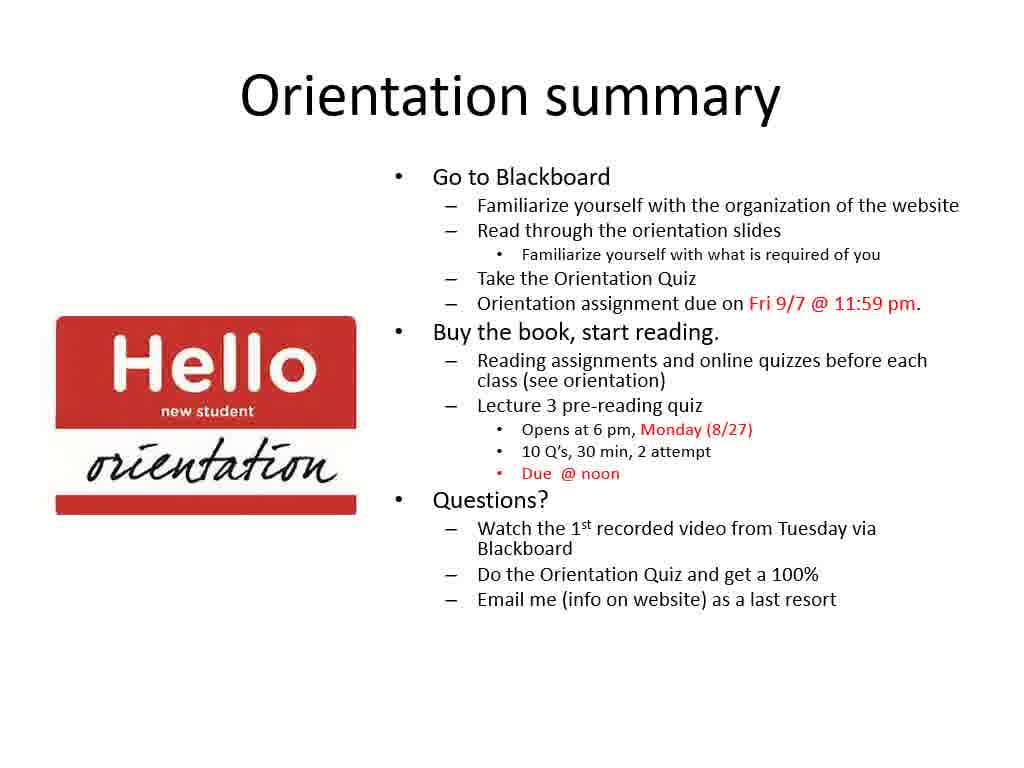 Orientation summary
• Go to Blackboard
– Familiarize yourself with the organization of the website
– Read through the orientation slides
• Familiarize yourself with what is required of you
– Take the Orientation Quiz
– Orientation assignment due on Fri 9/7 @ 11:59 pm.
• Buy the book, start reading.
– Reading assignments and online quizzes before each
class (see orientation)
– Lecture 3 pre-reading quiz
• Opens at 6 pm, Monday (8/27)
• 10 Q’s, 30 min, 2 attempt
• Due  @ noon
• Questions?
– Watch the 1st recorded video from Tuesday via
Blackboard
– Do the Orientation Quiz and get a 100%
– Email me (info on website) as a last resort
Hello
new student
orientation